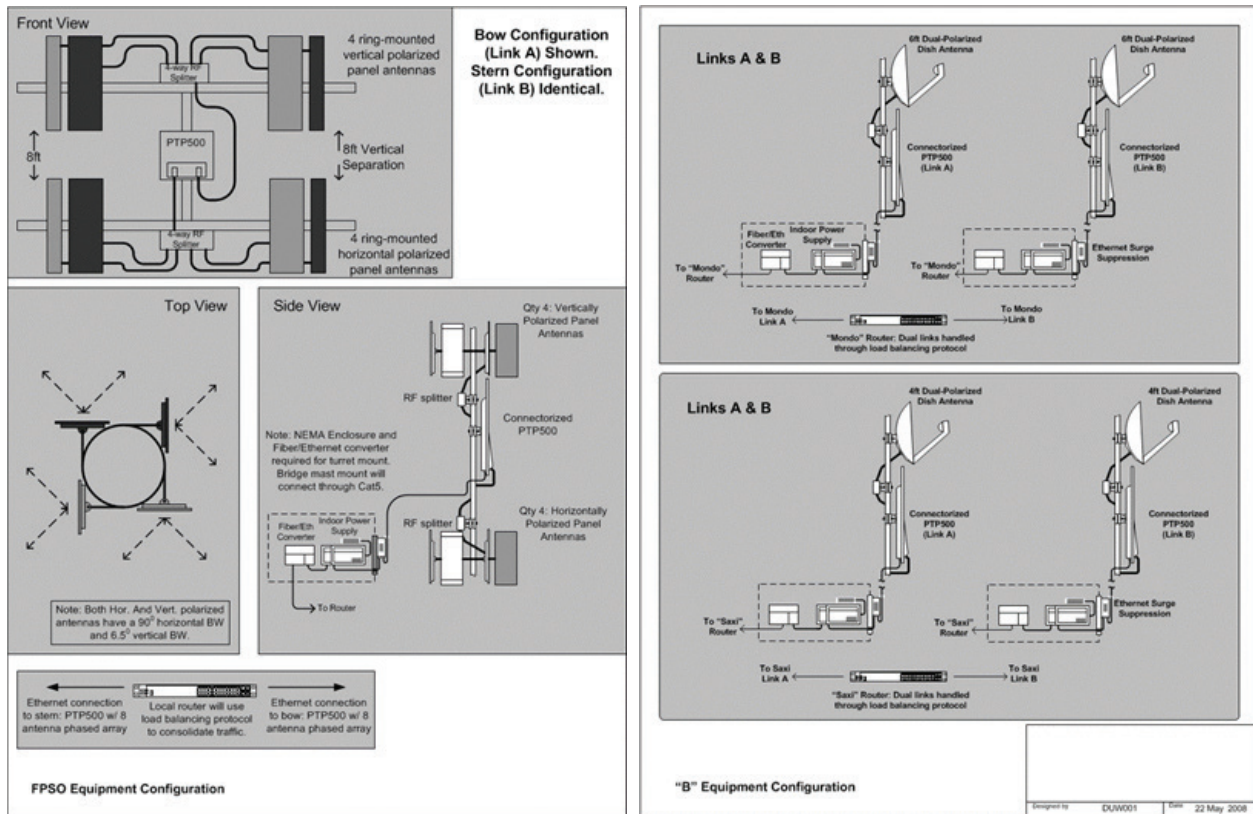 Front View
4 ring-mounted
vertical polarized
panel antennas
4-way RF
Splitter
PTP500
8ft
8ft Vertical
Separation
4-way RF
Splitter
4 ring-mounted
horizontal polarized
panel antennas
Bow Configuration
(Link A) Shown.
Stern Configuration
(Link B) Identical.
Top View
Note: Both Hor. And Vert. polarized
antennas have a 90⁰ horizontal BW
and 6.5⁰ vertical BW.
Side View
Qty 4: Vertically
Polarized Panel
Antennas
RF splitter
Connectorized
PTP500
Note: NEMA Enclosure and
Fiber/Ethernet converter
required for turret mount.
Bridge mast mount will
connect through Cat5.
RF splitter
Qty 4: Horizontally
Polarized Panel
Antennas
Fiber/Eth
Converter
Indoor Power
Supply
To Router
Ethernet connection
to stern: PTP500 w/ 8
antenna phased array
Local router will use
load balancing protocol
to consolidate traffic.
Ethernet connection
to bow: PTP500 w/ 8
antenna phased array
FPSO Equipment Configuration
Links A & B
6ft Dual-Polarized
Dish Antenna
6ft Dual-Polarized
Dish Antenna
Connectorized
PTP500
(Link A)
Connectorized
PTP500
(Link B)
Fiber/Eth
Converter
Indoor Power
Supply
Ethernet Surge
Suppression
To "Mondo"
Router
To "Mondo"
Router
To Mondo
Link A
To Mondo
Link B
"Mondo" Router: Dual links handled
through load balancing protocol
Links A & B
4ft Dual-Polarized
Dish Antenna
4ft Dual-Polarized
Dish Antenna
Connectorized
PTP500
(Link A)
Connectorized
PTP500
(Link B)
Ethernet Surge
Suppression
To "Saxi"
Router
To "Saxi"
Router
To Saxi
Link A
To Saxi
Link B
"Saxi" Router: Dual links handled
through load balancing protocol
"B" Equipment Configuration
Designed by DUW001 Date 22 May 2008